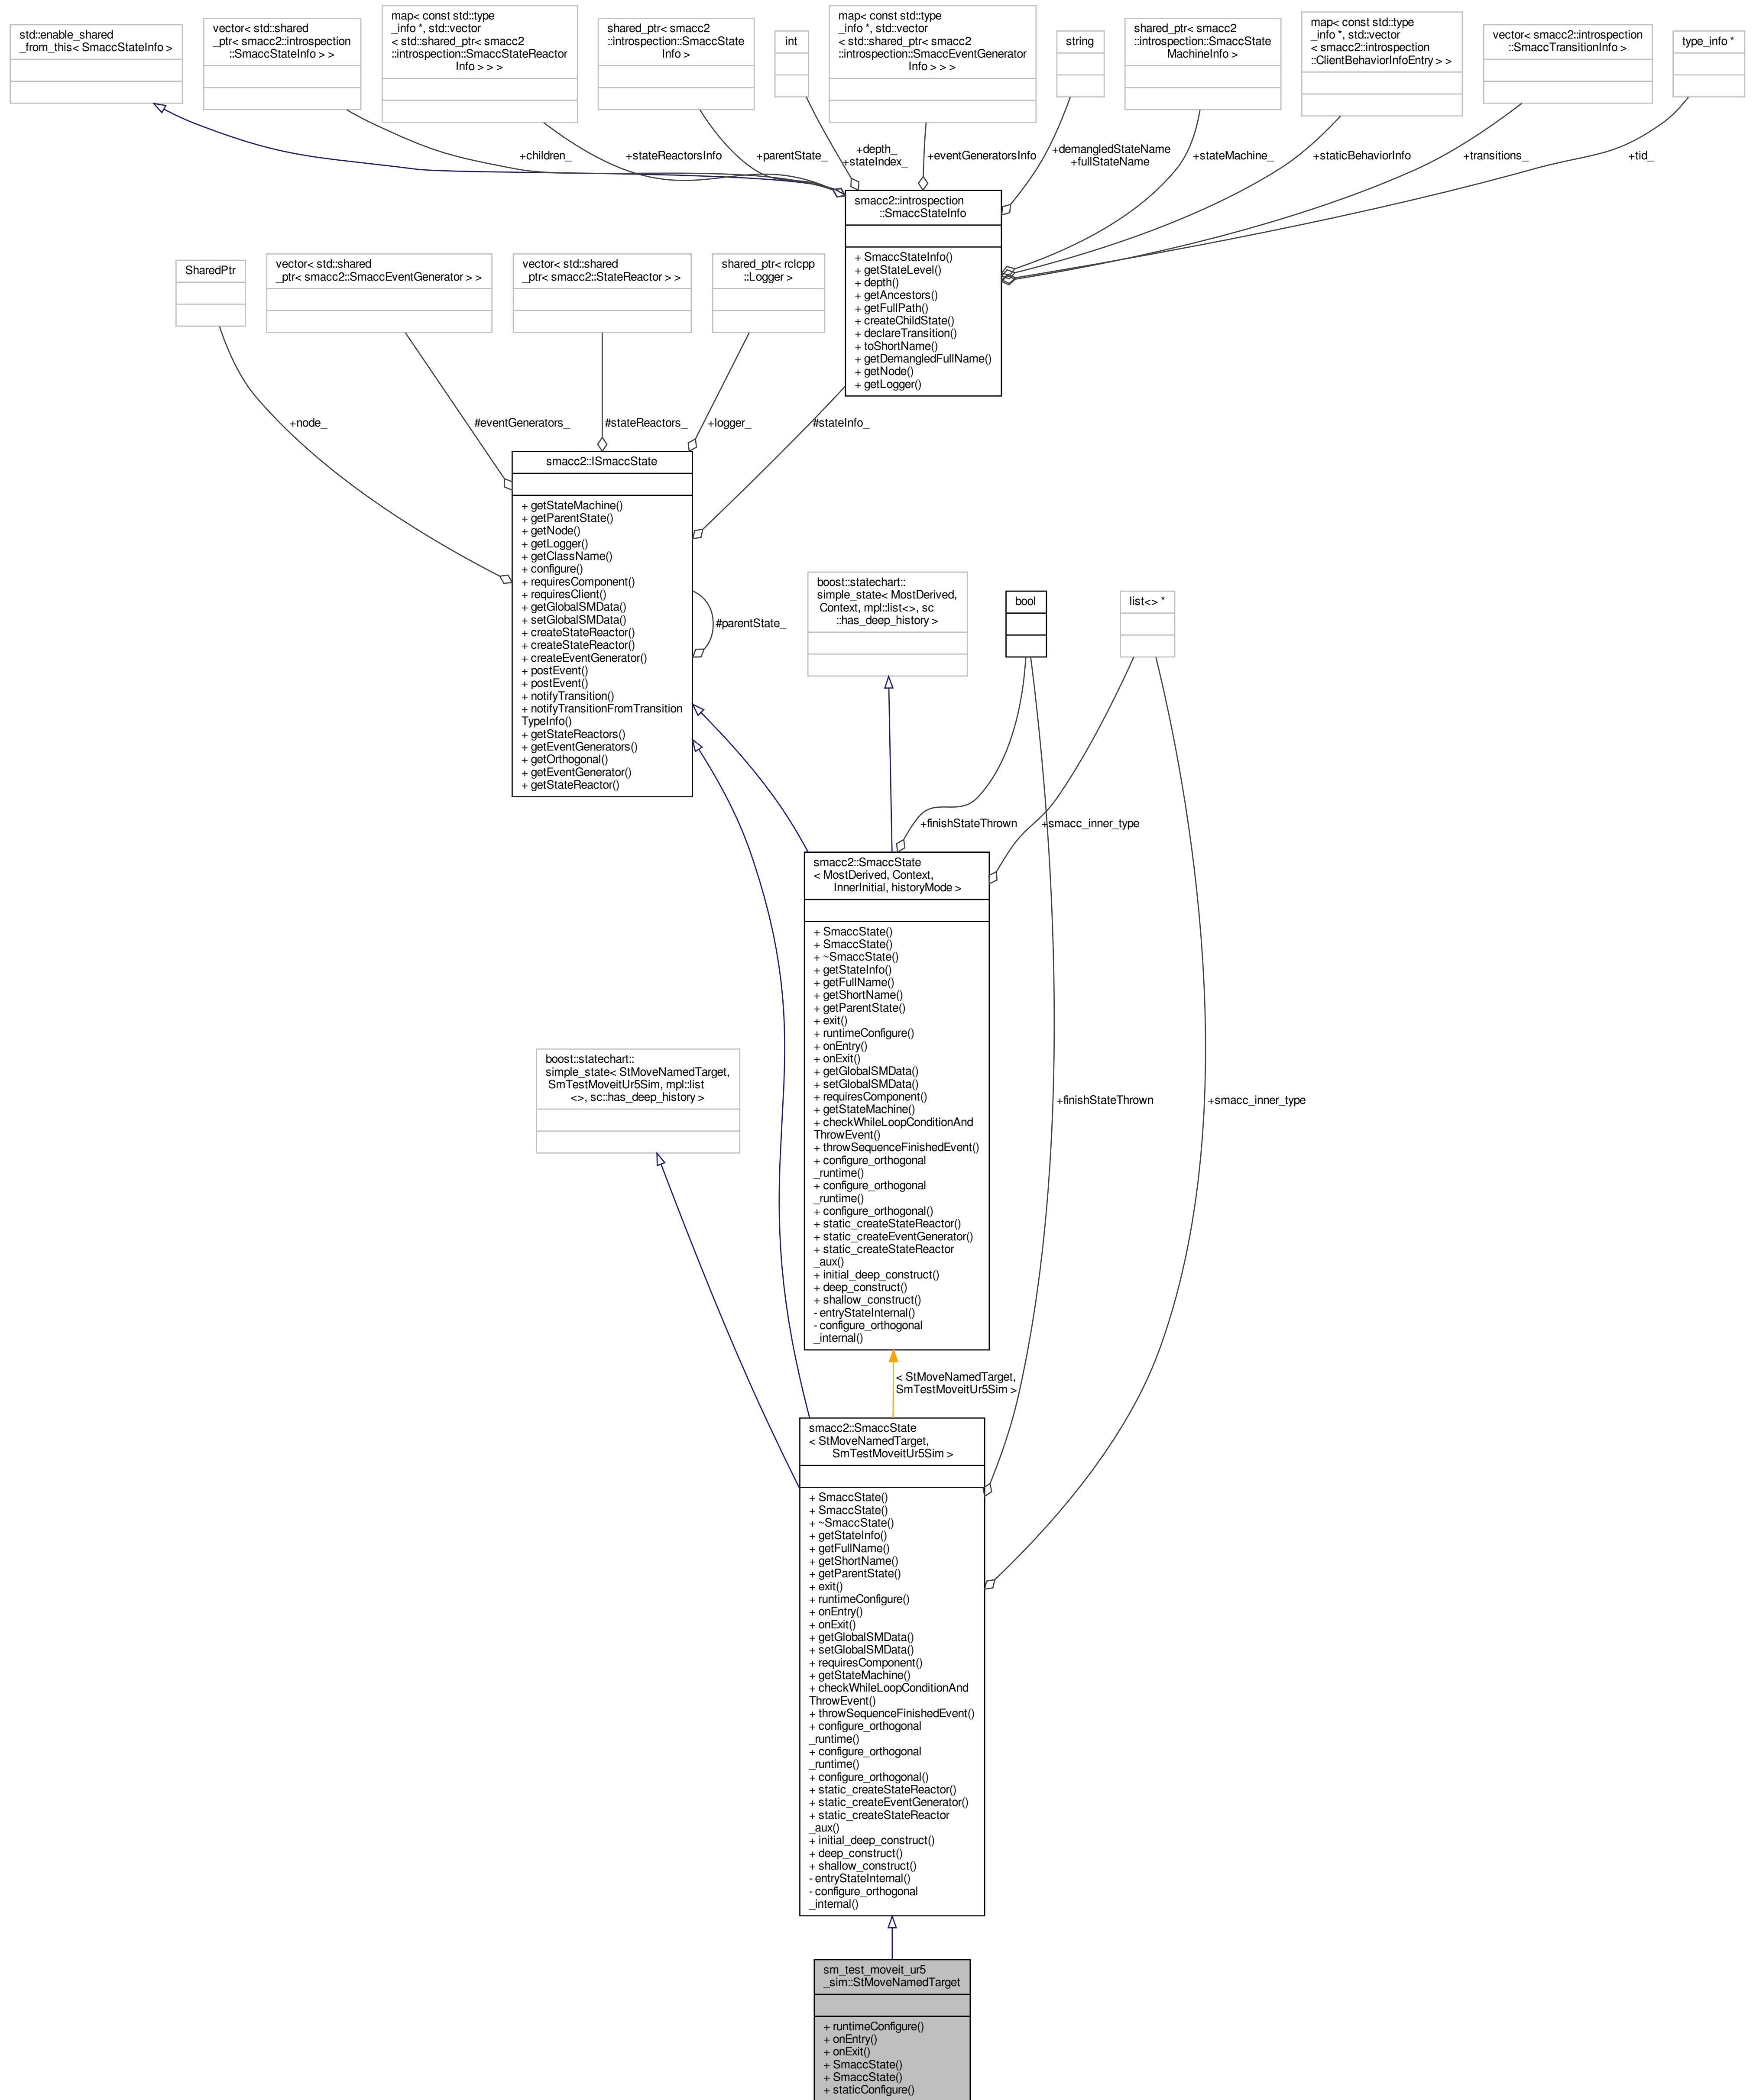 std::enable_shared
_from_this< SmaccStateInfo >
vector< std::shared
_ptr< smacc2::introspection
::SmaccStateInfo > >
map< const std::type
_info *, std::vector
< std::shared_ptr< smacc2
::introspection::SmaccStateReactor
Info > > >
shared_ptr< smacc2
::introspection::SmaccState
Info >
int
map< const std::type
_info *, std::vector
< std::shared_ptr< smacc2
::introspection::SmaccEventGenerator
Info > > >
string
shared_ptr< smacc2
::introspection::SmaccState
MachineInfo >
map< const std::type
_info *, std::vector
< smacc2::introspection
::ClientBehaviorInfoEntry > >
vector< smacc2::introspection
::SmaccTransitionInfo >
type_info *
+children_
+stateReactorsInfo
+parentState_
+depth_
+stateIndex_
+eventGeneratorsInfo
+demangledStateName
+fullStateName
+stateMachine_
+staticBehaviorInfo
+transitions_
+tid_
smacc2::introspection
::SmaccStateInfo
+ SmaccStateInfo()
+ getStateLevel()
+ depth()
+ getAncestors()
+ getFullPath()
+ createChildState()
+ declareTransition()
+ toShortName()
+ getDemangledFullName()
+ getNode()
+ getLogger()
SharedPtr
vector< std::shared
_ptr< smacc2::SmaccEventGenerator > >
vector< std::shared
_ptr< smacc2::StateReactor > >
shared_ptr< rclcpp
::Logger >
+node_
#eventGenerators_
#stateReactors_
+logger_
#stateInfo_
smacc2::ISmaccState
+ getStateMachine()
+ getParentState()
+ getNode()
+ getLogger()
+ getClassName()
+ configure()
+ requiresComponent()
+ requiresClient()
+ getGlobalSMData()
+ setGlobalSMData()
+ createStateReactor()
+ createStateReactor()
+ createEventGenerator()
+ postEvent()
+ postEvent()
+ notifyTransition()
+ notifyTransitionFromTransition
TypeInfo()
+ getStateReactors()
+ getEventGenerators()
+ getOrthogonal()
+ getEventGenerator()
+ getStateReactor()
#parentState_
boost::statechart::
simple_state< MostDerived,
Context, mpl::list<>, sc
::has_deep_history >
bool
list<> *
+finishStateThrown
+smacc_inner_type
smacc2::SmaccState
< MostDerived, Context,
InnerInitial, historyMode >
+ SmaccState()
+ SmaccState()
+ ~SmaccState()
+ getStateInfo()
+ getFullName()
+ getShortName()
+ getParentState()
+ exit()
+ runtimeConfigure()
+ onEntry()
+ onExit()
+ getGlobalSMData()
+ setGlobalSMData()
+ requiresComponent()
+ getStateMachine()
+ checkWhileLoopConditionAnd
ThrowEvent()
+ throwSequenceFinishedEvent()
+ configure_orthogonal
_runtime()
+ configure_orthogonal
_runtime()
+ configure_orthogonal()
+ static_createStateReactor()
+ static_createEventGenerator()
+ static_createStateReactor
_aux()
+ initial_deep_construct()
+ deep_construct()
+ shallow_construct()
- entryStateInternal()
- configure_orthogonal
_internal()
boost::statechart::
simple_state< StMoveNamedTarget,
SmTestMoveitUr5Sim, mpl::list
<>, sc::has_deep_history >
+finishStateThrown
+smacc_inner_type
< StMoveNamedTarget,
SmTestMoveitUr5Sim >
smacc2::SmaccState
< StMoveNamedTarget,
SmTestMoveitUr5Sim >
+ SmaccState()
+ SmaccState()
+ ~SmaccState()
+ getStateInfo()
+ getFullName()
+ getShortName()
+ getParentState()
+ exit()
+ runtimeConfigure()
+ onEntry()
+ onExit()
+ getGlobalSMData()
+ setGlobalSMData()
+ requiresComponent()
+ getStateMachine()
+ checkWhileLoopConditionAnd
ThrowEvent()
+ throwSequenceFinishedEvent()
+ configure_orthogonal
_runtime()
+ configure_orthogonal
_runtime()
+ configure_orthogonal()
+ static_createStateReactor()
+ static_createEventGenerator()
+ static_createStateReactor
_aux()
+ initial_deep_construct()
+ deep_construct()
+ shallow_construct()
- entryStateInternal()
- configure_orthogonal
_internal()
sm_test_moveit_ur5
_sim::StMoveNamedTarget
+ runtimeConfigure()
+ onEntry()
+ onExit()
+ SmaccState()
+ SmaccState()
+ staticConfigure()